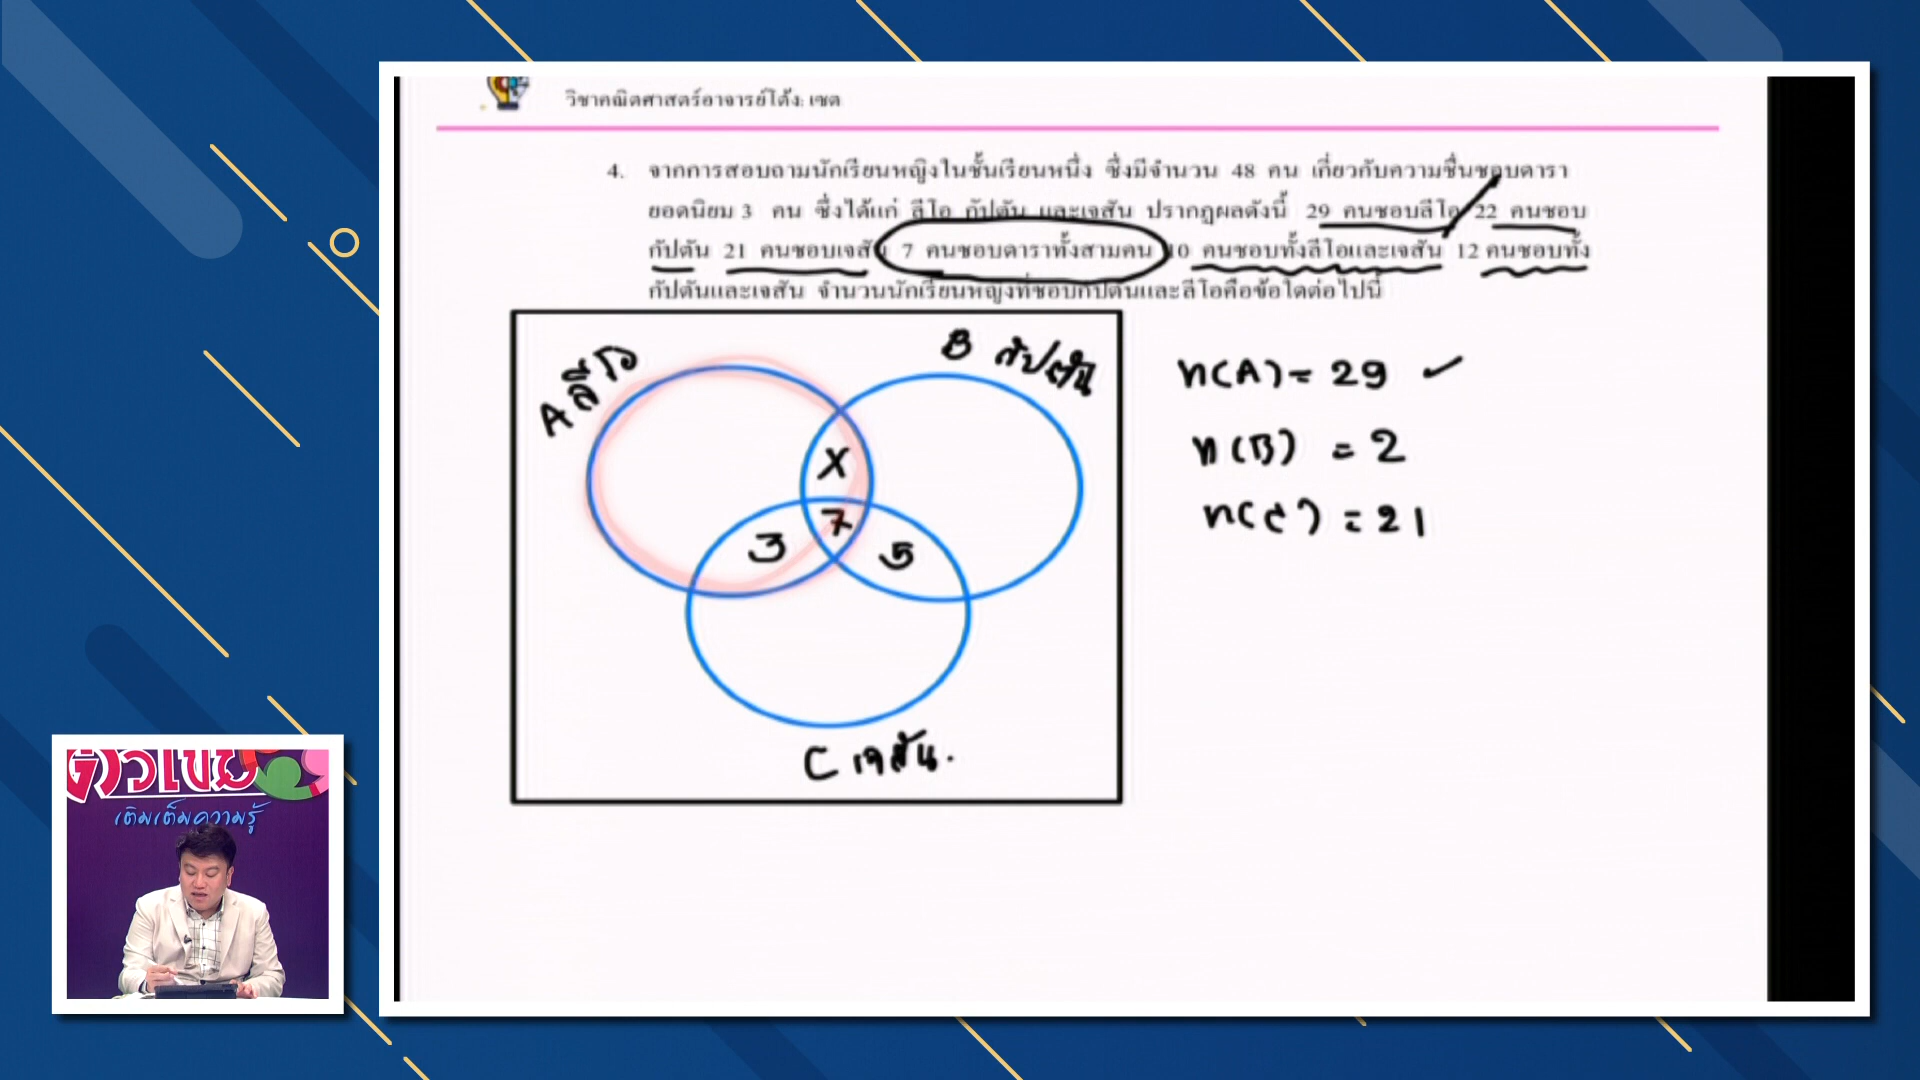 วิชาคณิตศาสตร์อาจารย์โต้ง: เซต
4. จากการสอบถามนักเรียนหญิงในชั้นเรียนหนึ่ง ซึ่งมีจำนวน 48 คน เกี่ยวกับความชื่นชอบดารา
ยอดนิยม 3 คน ซึ่งได้แก่ ลีโอ กัปตัน และเจสัน ปรากฏผลดังนี้ 29 คนชอบลีโอ 22 คนชอบ
กัปตัน 21 คนชอบเจสัน 7 คนชอบดาราทั้งสามคน 10 คนชอบทั้งลีโอและเจสัน 12 คนชอบทั้ง
กัปตันและเจสัน จำนวนนักเรียนหญิงที่ชอบกัปตันและลีโอคือข้อใดต่อไปนี้
A ลีโอ
B กัปตัน
n(A) = 29 ✓
n(B) = 2
X
n(C) = 21
7
3
5
C เจสัน.
ติวเข้ม
เติมเต็มความรู้